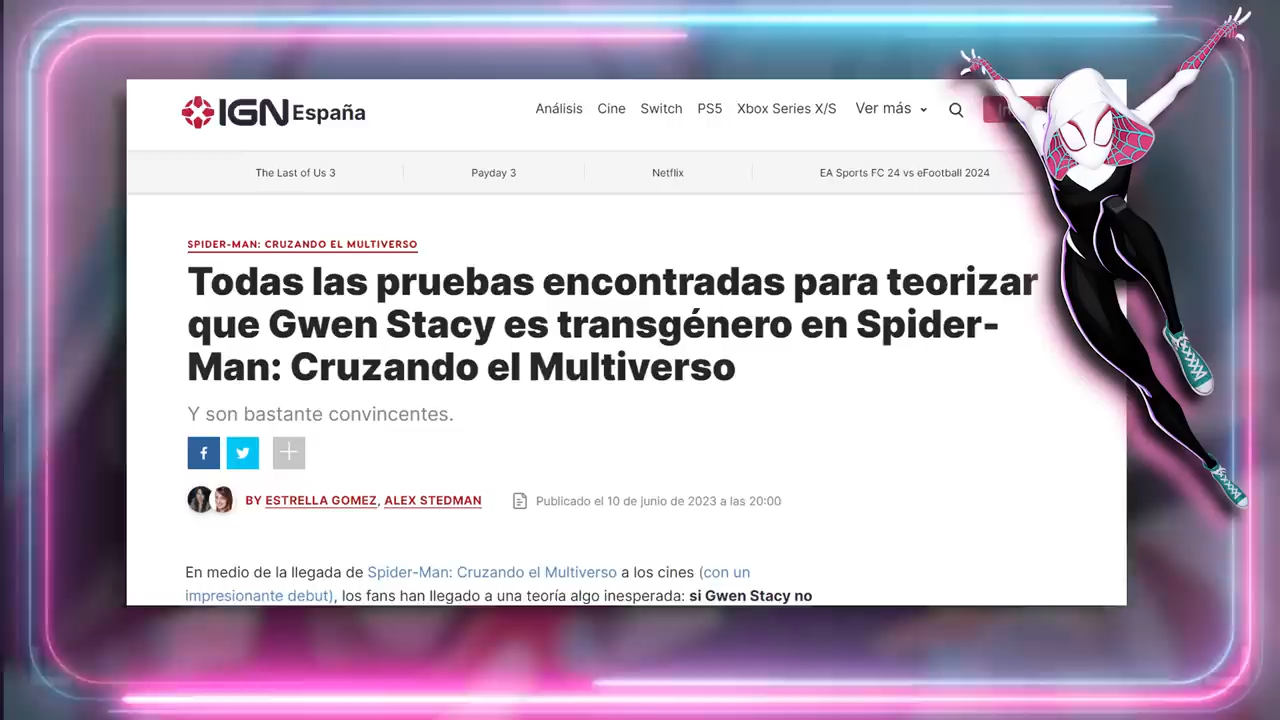 IGN España
Análisis Cine Switch PS5 Xbox Series X/S Ver más
The Last of Us 3 Payday 3 Netflix EA Sports FC 24 vs eFootball 2024
SPIDER-MAN: CRUZANDO EL MULTIVERSO
Todas las pruebas encontradas para teorizar
que Gwen Stacy es transgénero en Spider-
Man: Cruzando el Multiverso
Y son bastante convincentes.
BY ESTRELLA GOMEZ, ALEX STEDMAN Publicado el 10 de junio de 2023 a las 20:00
En medio de la llegada de Spider-Man: Cruzando el Multiverso a los cines (con un
impresionante debut), los fans han llegado a una teoría algo inesperada: si Gwen Stacy no